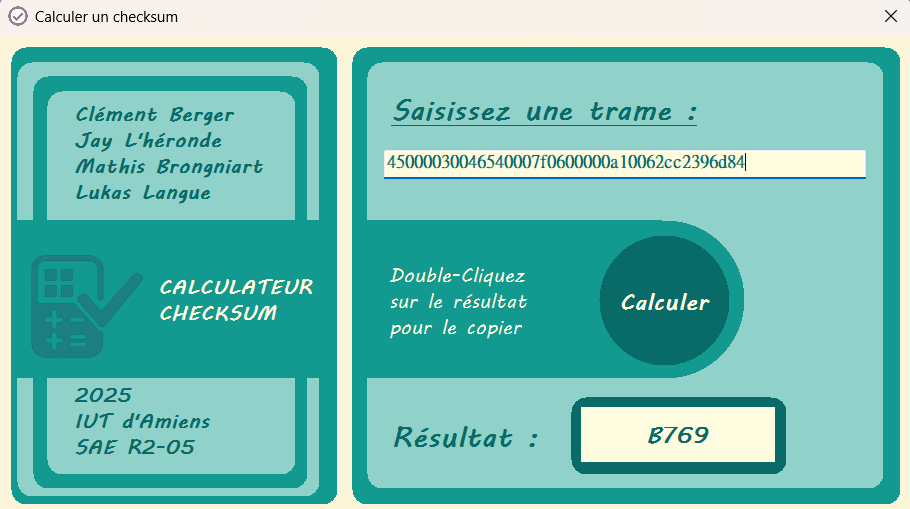 Calculer un checksum
Clément Berger
Jay L'héronde
Mathis Brongniart
Lukas Langue
CALCULATEUR
CHECKSUM
2025
IUT d'Amiens
SAE R2-05
Saisissez une trame :
45000030046540007f0600000a10062cc2396d84
Double-Cliquez
sur le résultat
pour le copier
Calculer
Résultat :
B769